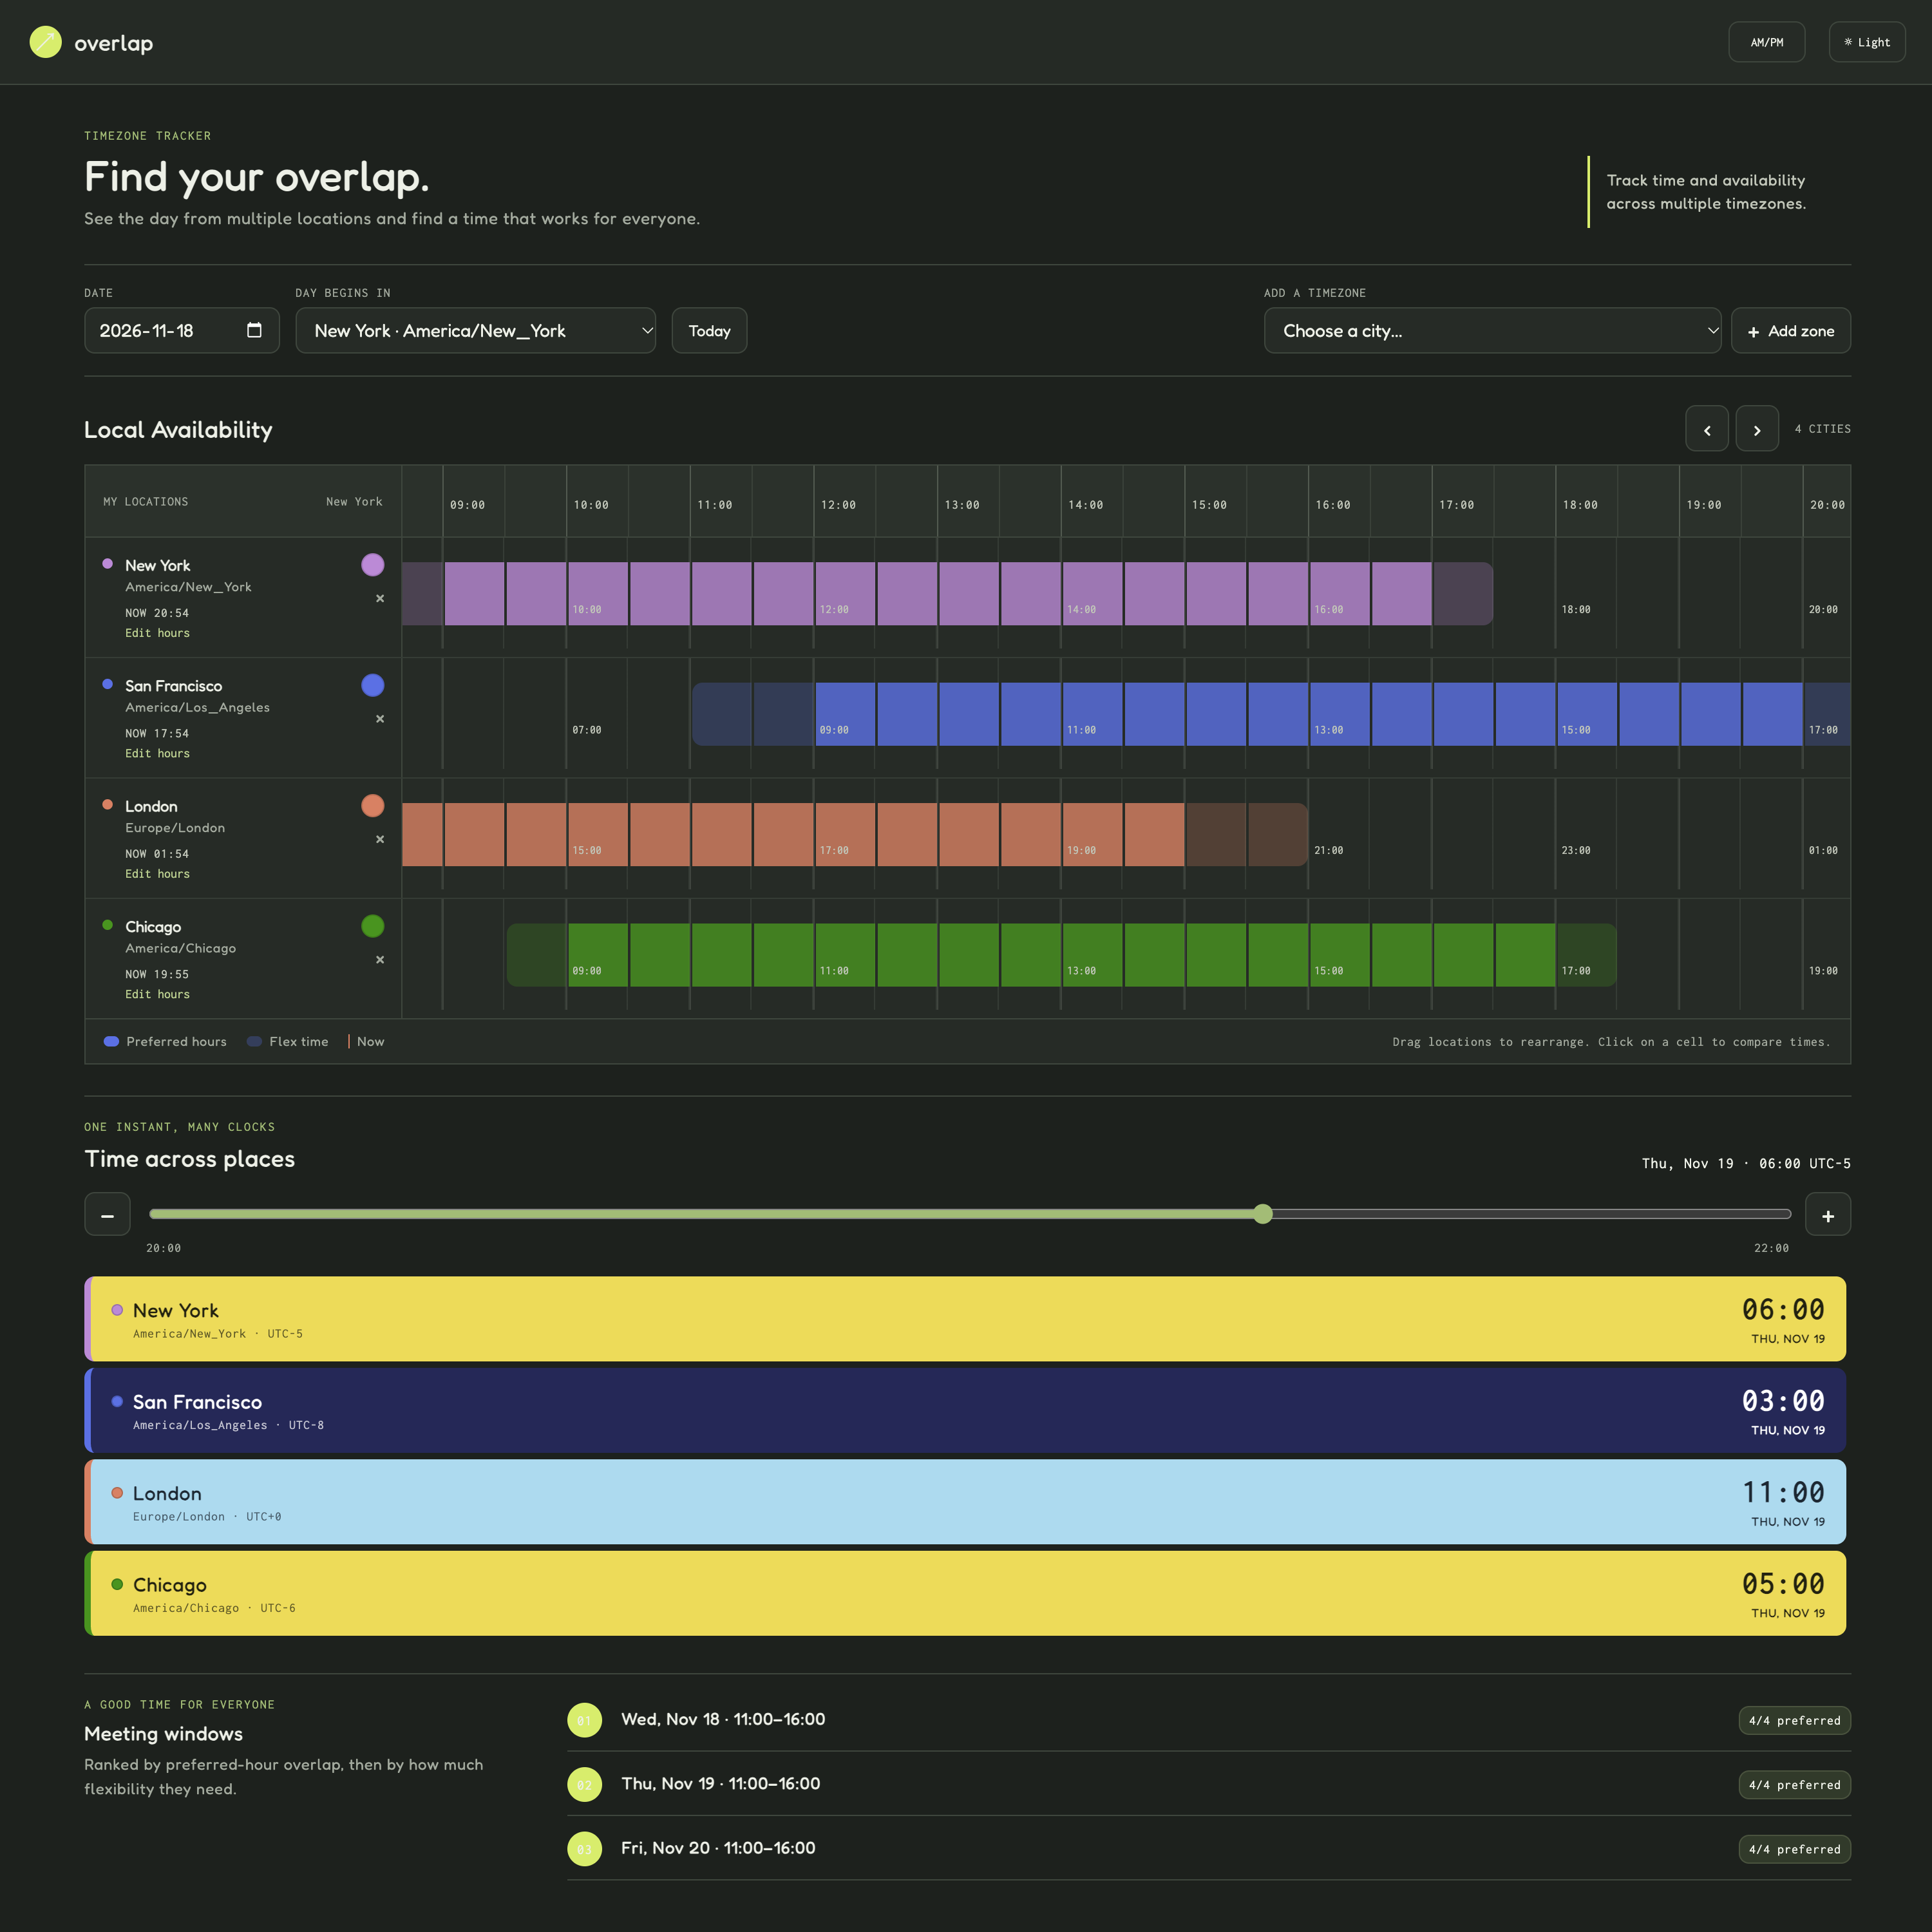 overlap
AM/PM
☼ Light
TIMEZONE TRACKER
Find your overlap.
See the day from multiple locations and find a time that works for everyone.
Track time and availability
across multiple timezones.
DATE
DAY BEGINS IN
ADD A TIMEZONE
2026-11-18
New York · America/New_York
Today
Choose a city...
+ Add zone
Local Availability
4 CITIES
MY LOCATIONS
New York
09:00 10:00 11:00 12:00 13:00 14:00 15:00 16:00 17:00 18:00 19:00 20:00
New York
America/New_York
NOW 20:54
Edit hours
×
10:00 12:00 14:00 16:00 18:00 20:00
San Francisco
America/Los_Angeles
NOW 17:54
Edit hours
×
07:00 09:00 11:00 13:00 15:00 17:00
London
Europe/London
NOW 01:54
Edit hours
×
15:00 17:00 19:00 21:00 23:00 01:00
Chicago
America/Chicago
NOW 19:55
Edit hours
×
09:00 11:00 13:00 15:00 17:00 19:00
Preferred hours
Flex time
Now
Drag locations to rearrange. Click on a cell to compare times.
ONE INSTANT, MANY CLOCKS
Time across places
Thu, Nov 19 · 06:00 UTC-5
−
+
20:00
22:00
New York
America/New_York · UTC-5
06:00
THU, NOV 19
San Francisco
America/Los_Angeles · UTC-8
03:00
THU, NOV 19
London
Europe/London · UTC+0
11:00
THU, NOV 19
Chicago
America/Chicago · UTC-6
05:00
THU, NOV 19
A GOOD TIME FOR EVERYONE
Meeting windows
Ranked by preferred-hour overlap, then by how much
flexibility they need.
01 Wed, Nov 18 · 11:00–16:00
4/4 preferred
02 Thu, Nov 19 · 11:00–16:00
4/4 preferred
03 Fri, Nov 20 · 11:00–16:00
4/4 preferred